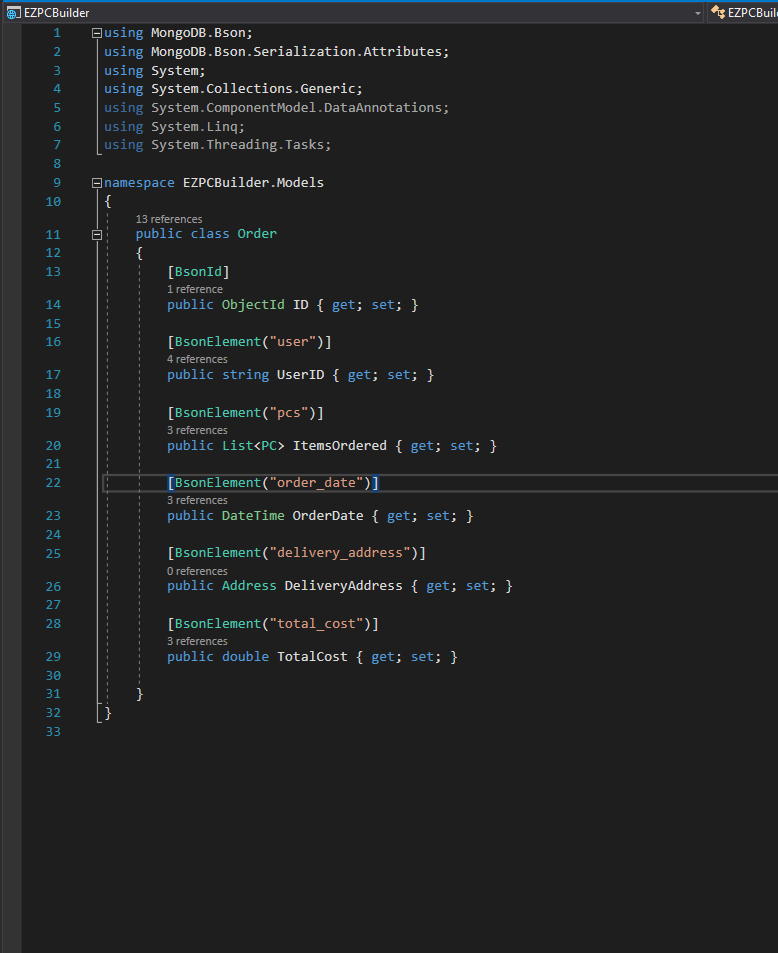 EZPCBuilder EZPCBuil
1 using MongoDB.Bson;
2 using MongoDB.Bson.Serialization.Attributes;
3 using System;
4 using System.Collections.Generic;
5 using System.ComponentModel.DataAnnotations;
6 using System.Linq;
7 using System.Threading.Tasks;
8
9 namespace EZPCBuilder.Models
10 {
13 references
11 public class Order
12 {
13 [BsonId]
1 reference
14 public ObjectId ID { get; set; }
15
16 [BsonElement("user")]
4 references
17 public string UserID { get; set; }
18
19 [BsonElement("pcs")]
3 references
20 public List<PC> ItemsOrdered { get; set; }
21
22 [BsonElement("order_date")]
3 references
23 public DateTime OrderDate { get; set; }
24
25 [BsonElement("delivery_address")]
0 references
26 public Address DeliveryAddress { get; set; }
27
28 [BsonElement("total_cost")]
3 references
29 public double TotalCost { get; set; }
30
31 }
32 }
33